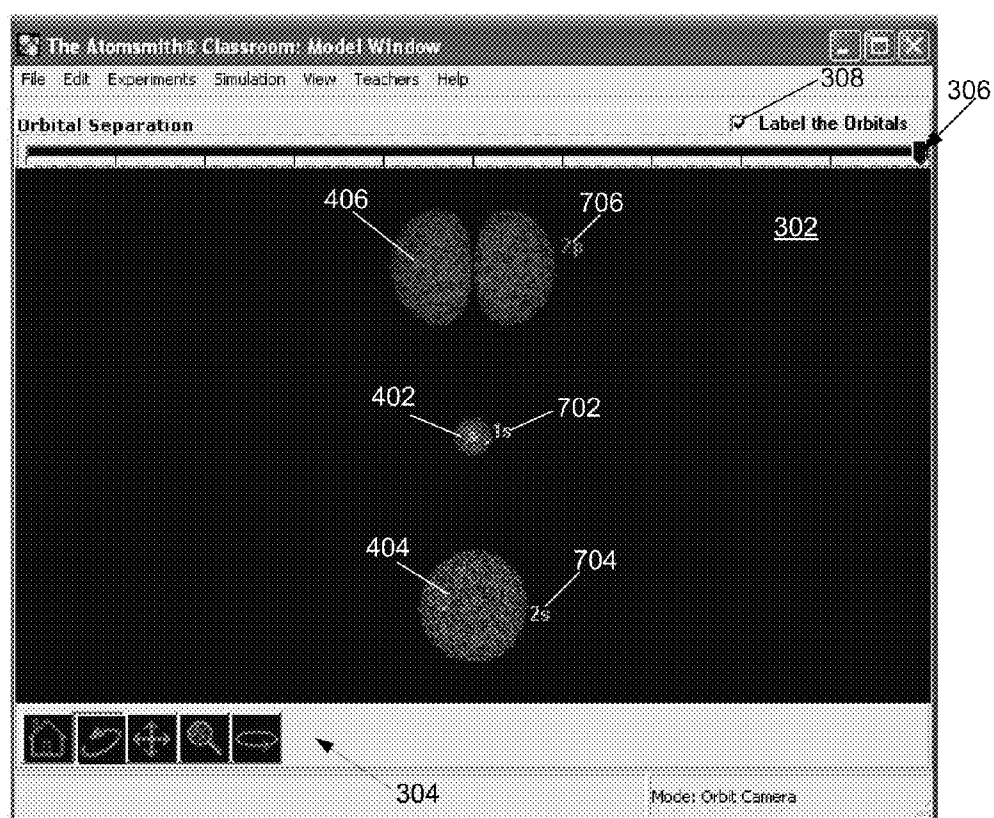 The Atomsmith® Classroom: Model Window
File Edit Experiments Simulation View Teachers Help
308
306
Orbital Separation
Label the Orbitals
406
706
302
2p
402
702
1s
404
704
2s
304
Mode: Orbit Camera